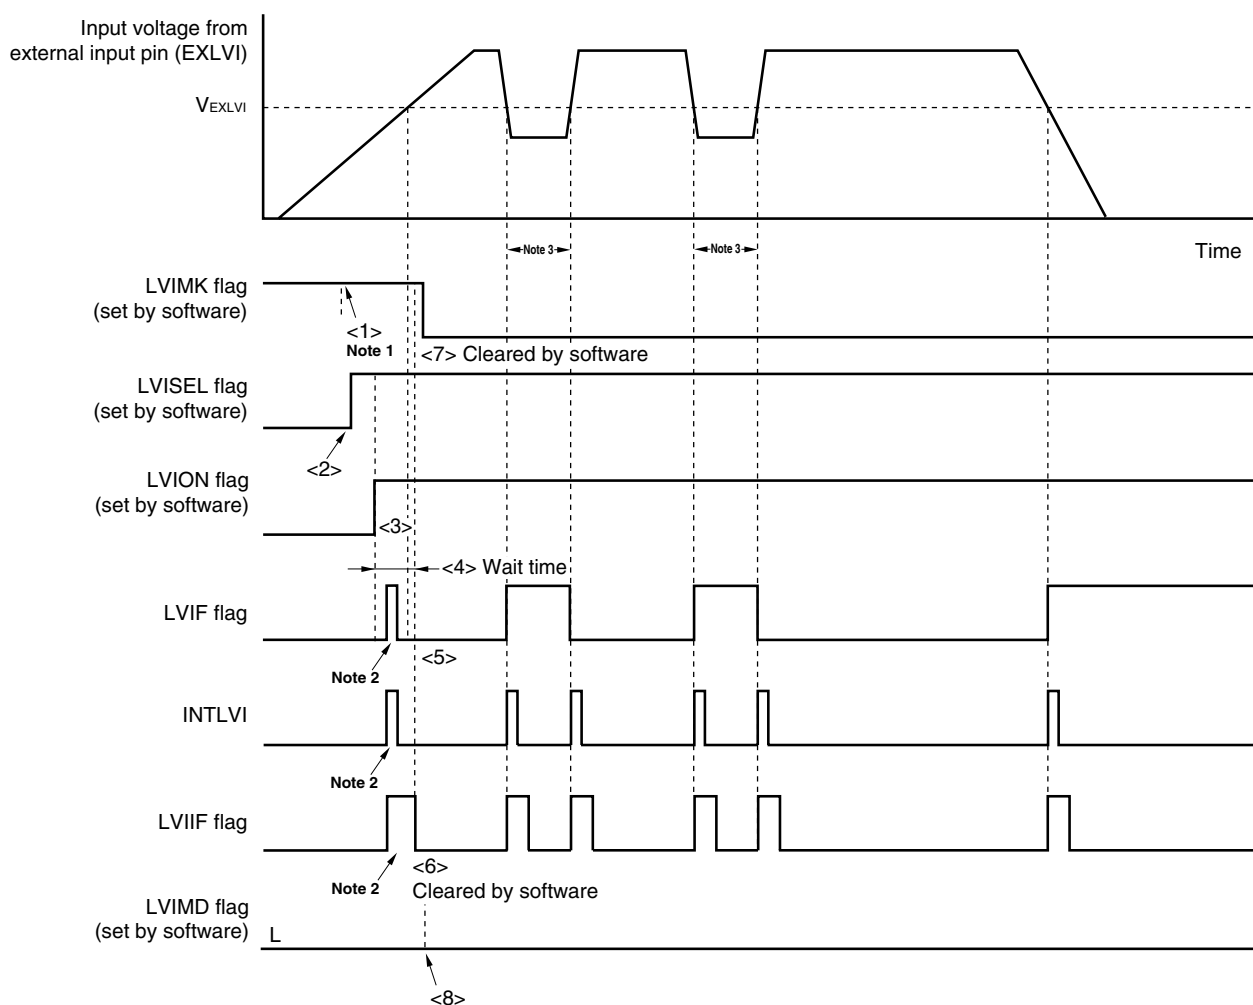 Input voltage from
external input pin (EXLVI)
VEXLVI
Note 3
Note 3
Time
LVIMK flag
(set by software)
<1>
Note 1
<7> Cleared by software
LVISEL flag
(set by software)
<2>
LVION flag
(set by software)
<3>
<4> Wait time
LVIF flag
Note 2
<5>
INTLVI
Note 2
LVIIF flag
Note 2
<6>
Cleared by software
LVIMD flag
(set by software)
L
<8>